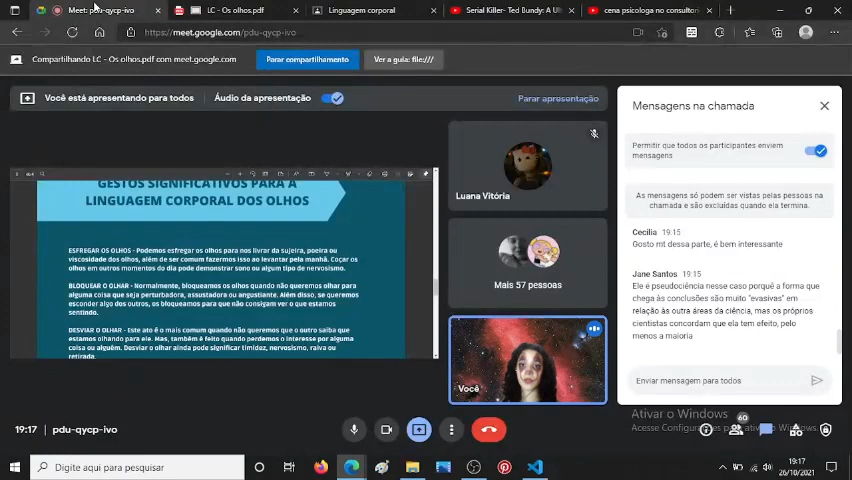 Meet: pdu-qycp-ivo
LC - Os olhos.pdf
Linguagem corporal
Serial Killer- Ted Bundy: A Ul
cena psicologa no consultori
https://meet.google.com/pdu-qycp-ivo
Compartilhando LC - Os olhos.pdf com meet.google.com
Parar compartilhamento
Ver a guia: file:///
Você está apresentando para todos
Áudio da apresentação
Parar apresentação
GESTOS SIGNIFICATIVOS PARA A
LINGUAGEM CORPORAL DOS OLHOS
ESFREGAR OS OLHOS - Podemos esfregar os olhos para nos livrar da sujeira, poeira ou
viscosidade dos olhos, além de ser comum fazermos isso ao levantar pela manhã. Coçar os
olhos em outros momentos do dia pode demonstrar sono ou algum tipo de nervosismo.
BLOQUEAR O OLHAR - Normalmente, bloqueamos os olhos quando não queremos olhar para
alguma coisa que seja perturbadora, assustadora ou angustiante. Além disso, se queremos
esconder algo dos outros, os bloqueamos para que não consigam ver o que estamos
sentindo.
DESVIAR O OLHAR - Este ato é o mais comum quando não queremos que o outro saiba que
estamos olhando para ele. Mas, também é feito quando perdemos o interesse por alguma
coisa ou alguém. Desviar o olhar ainda pode significar timidez, nervosismo, raiva ou
retirada.
Luana Vitória
Mais 57 pessoas
Você
Mensagens na chamada
Permitir que todos os participantes enviem
mensagens
As mensagens só podem ser vistas pelas pessoas na
chamada e são excluídas quando ela termina.
Cecilia 19:15
Gosto mt dessa parte, é bem interessante
Jane Santos 19:15
Ele é pseudociência nesse caso porquê a forma que
chega às conclusões são muito "evasivas" em
relação às outra áreas da ciência, mas os próprios
cientistas concordam que ela tem efeito, pelo
menos a maioria
Enviar mensagem para todos
Ativar o Windows
Acesse Configurações para ativar o Windows.
60
19:17 pdu-qycp-ivo
Digite aqui para pesquisar
19:17
26/10/2021